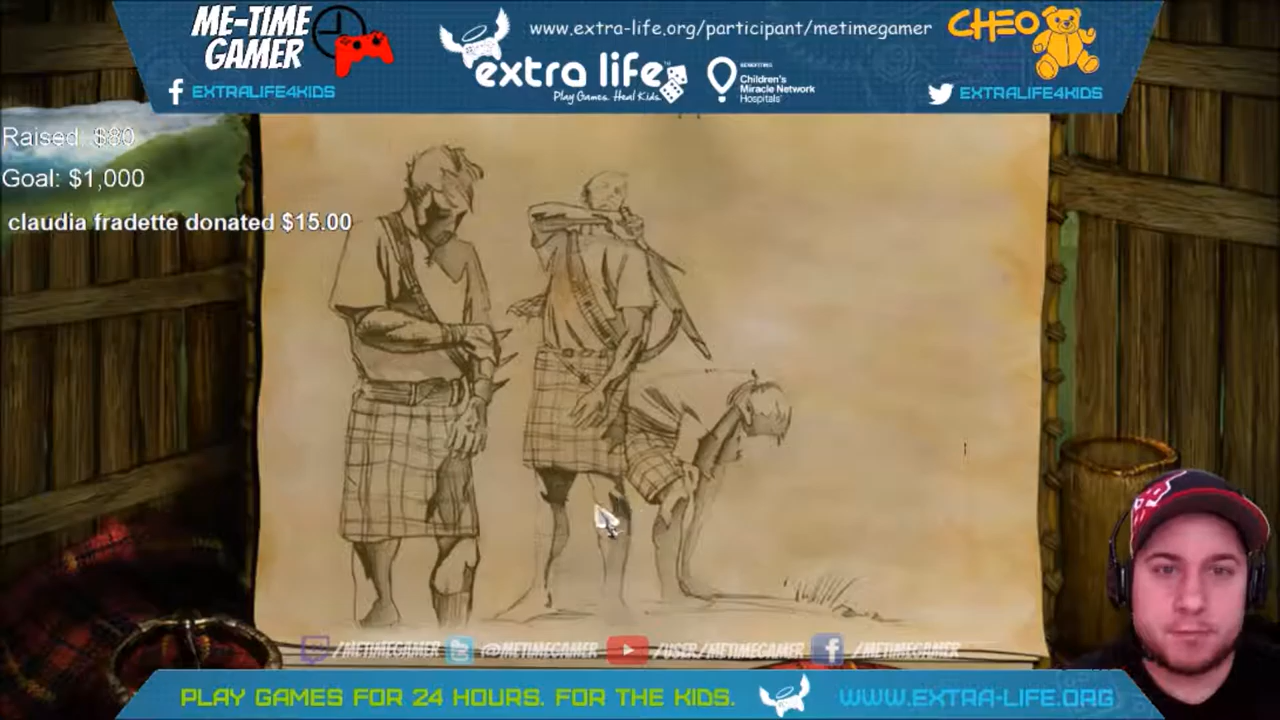 ME-TIME
GAMER
EXTRALIFE4KIDS
www.extra-life.org/participant/metimegamer
extra life
Play Games. Heal Kids.
BENEFITING
Children's
Miracle Network
Hospitals
CHEO
EXTRALIFE4KIDS
Raised: $80
Goal: $1,000
claudia fradette donated $15.00
/METIMEGAMER @METIMEGAMER /USER/METIMEGAMER /METIMEGAMER
PLAY GAMES FOR 24 HOURS. FOR THE KIDS. WWW.EXTRA-LIFE.ORG